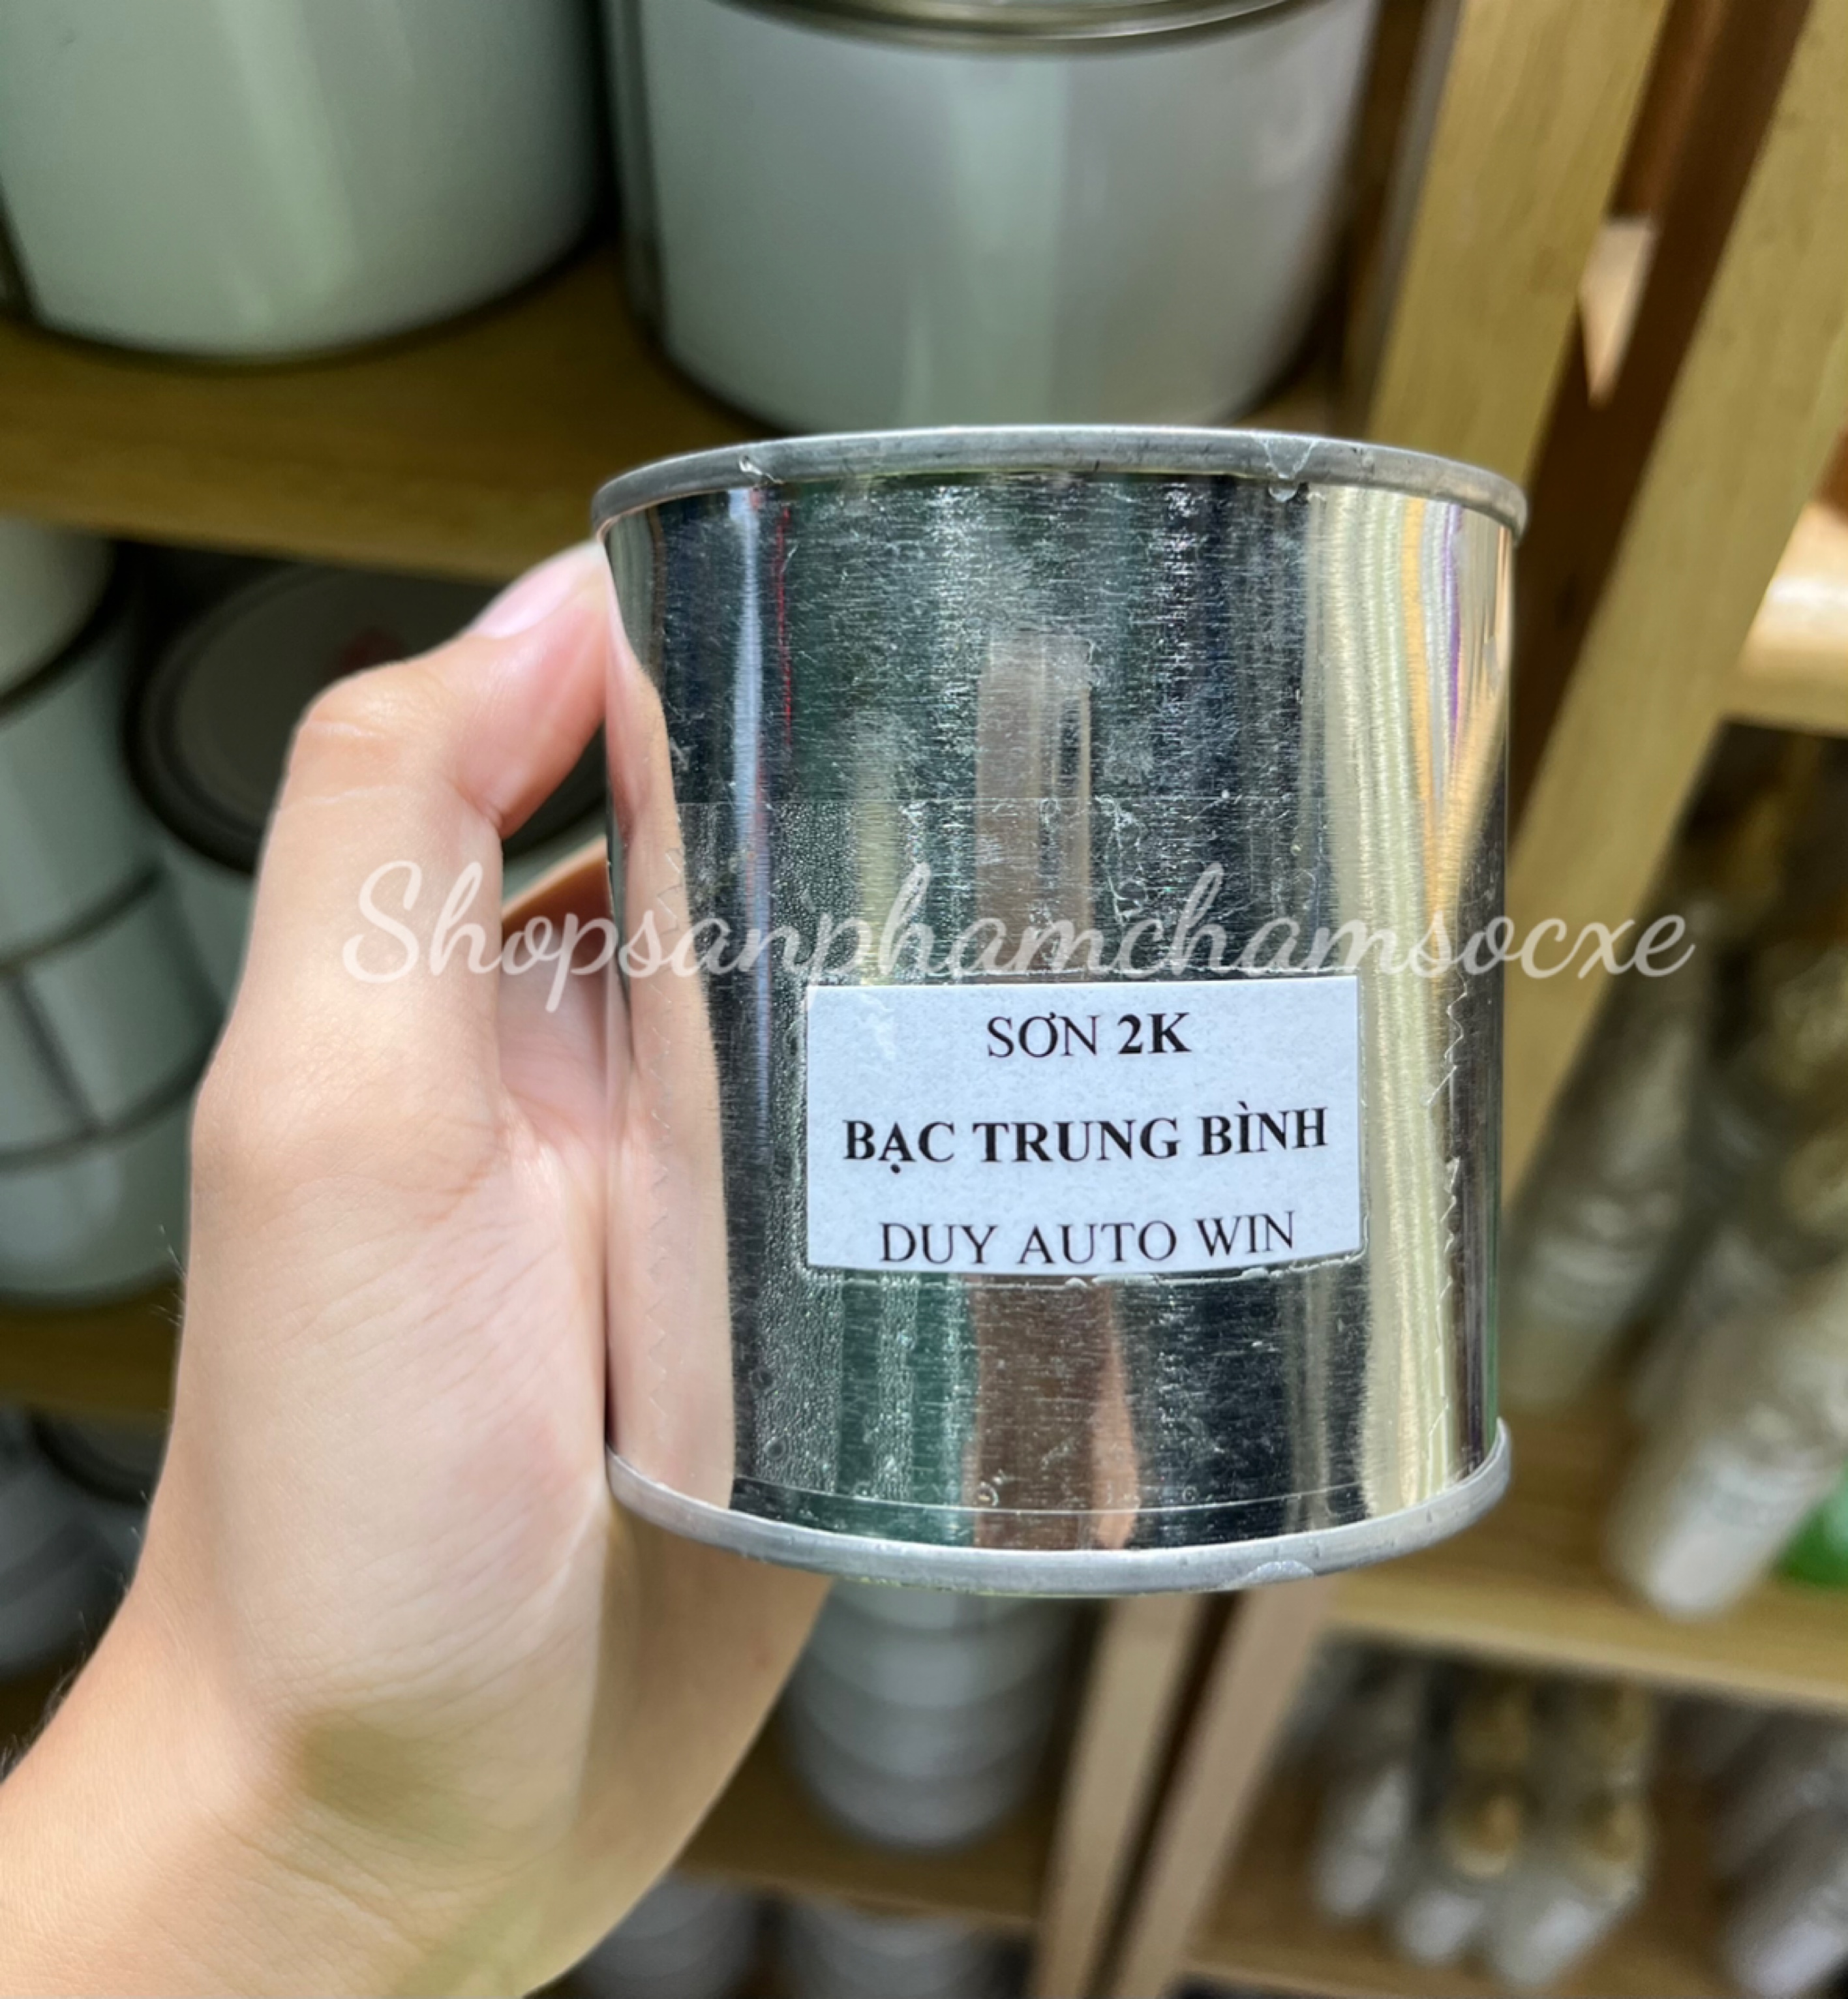 Shopsanphamchamsocxe
SƠN 2K
BẠC TRUNG BÌNH
DUY AUTO WIN